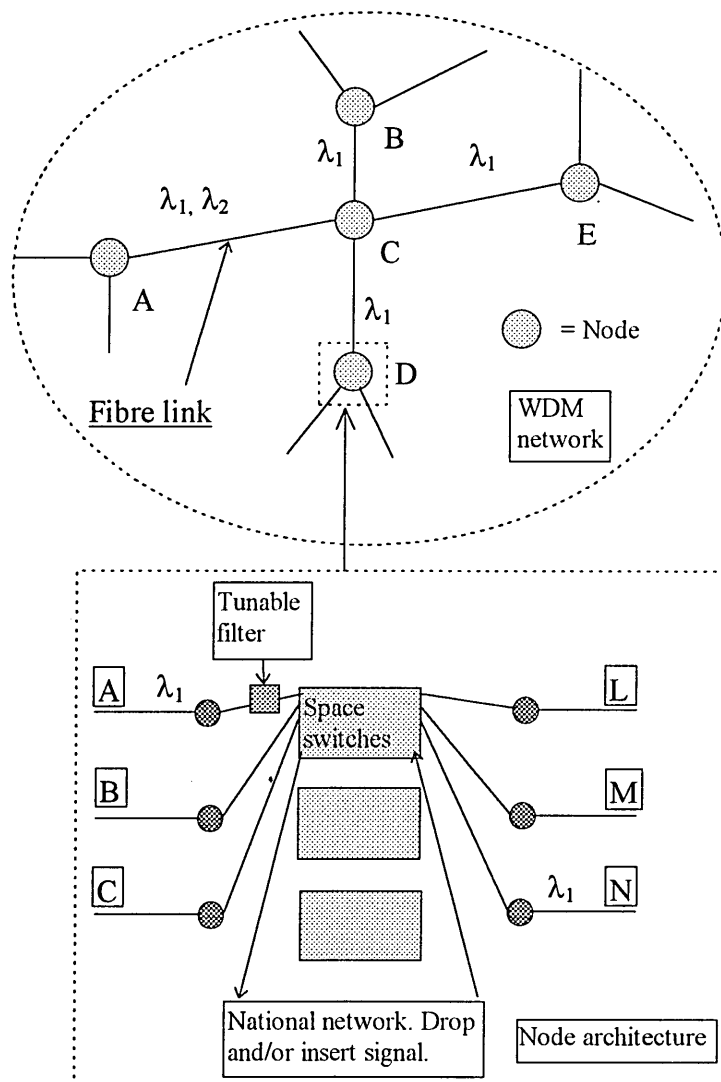 B
λ₁
λ₁
λ₁, λ₂
C
E
A
λ₁
= Node
D
Fibre link
WDM
network
Tunable
filter
A
λ₁
L
Space
switches
B
M
C
λ₁
N
National network. Drop
and/or insert signal.
Node architecture